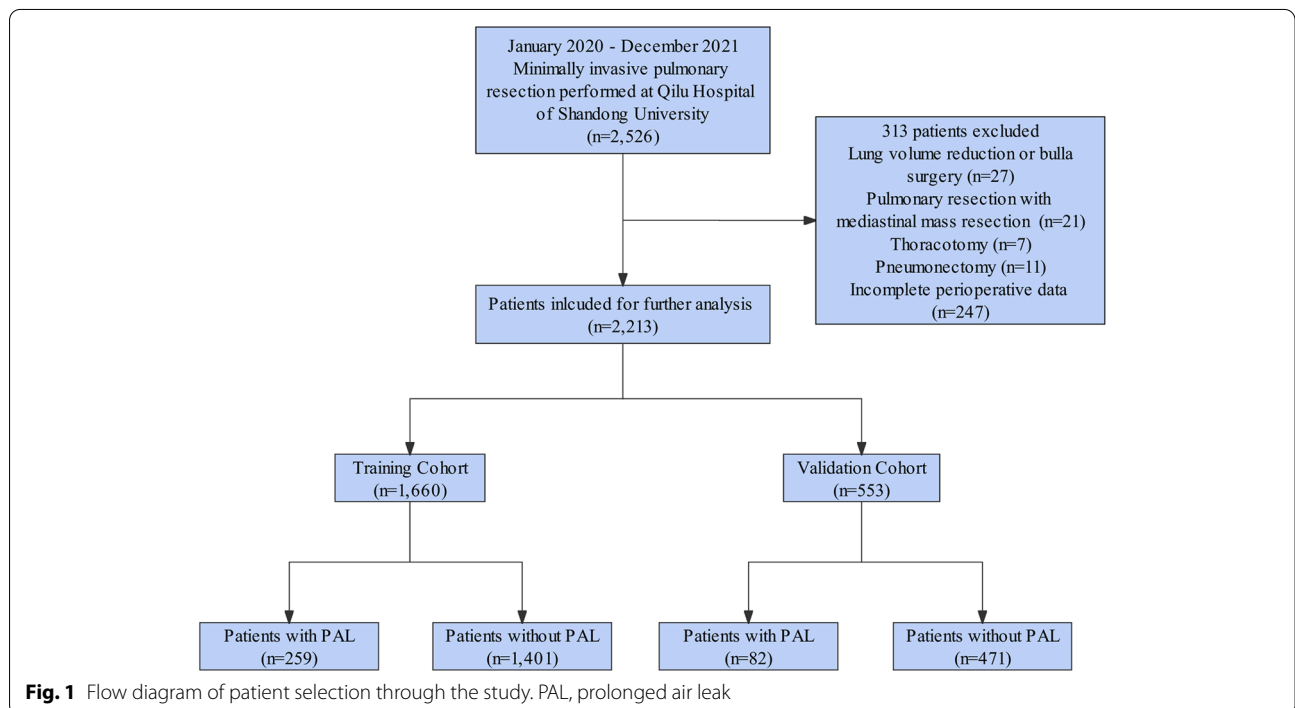 January 2020 - December 2021
Minimally invasive pulmonary
resection performed at Qilu Hospital
of Shandong University
(n=2,526)
313 patients excluded
Lung volume reduction or bulla
surgery (n=27)
Pulmonary resection with
mediastinal mass resection (n=21)
Thoracotomy (n=7)
Pneumonectomy (n=11)
Incomplete perioperative data
(n=247)
Patients inlcuded for further analysis
(n=2,213)
Training Cohort
(n=1,660)
Validation Cohort
(n=553)
Patients with PAL
(n=259)
Patients without PAL
(n=1,401)
Patients with PAL
(n=82)
Patients without PAL
(n=471)
Fig. 1 Flow diagram of patient selection through the study. PAL, prolonged air leak